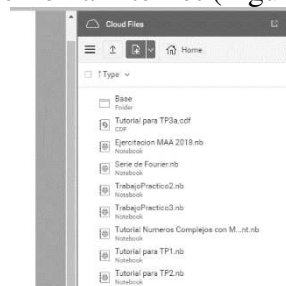 Cloud Files
Home
↑ Type
Base
Folder
Tutorial para TP3a.cdf
CDF
Ejercitacion MAA 2018.nb
Notebook
Serie de Fourier.nb
Notebook
TrabajoPractico2.nb
Notebook
TrabajoPractico3.nb
Notebook
Tutorial Numeros Complejos con M...nt.nb
Notebook
Tutorial para TP1.nb
Notebook
Tutorial para TP2.nb
Notebook